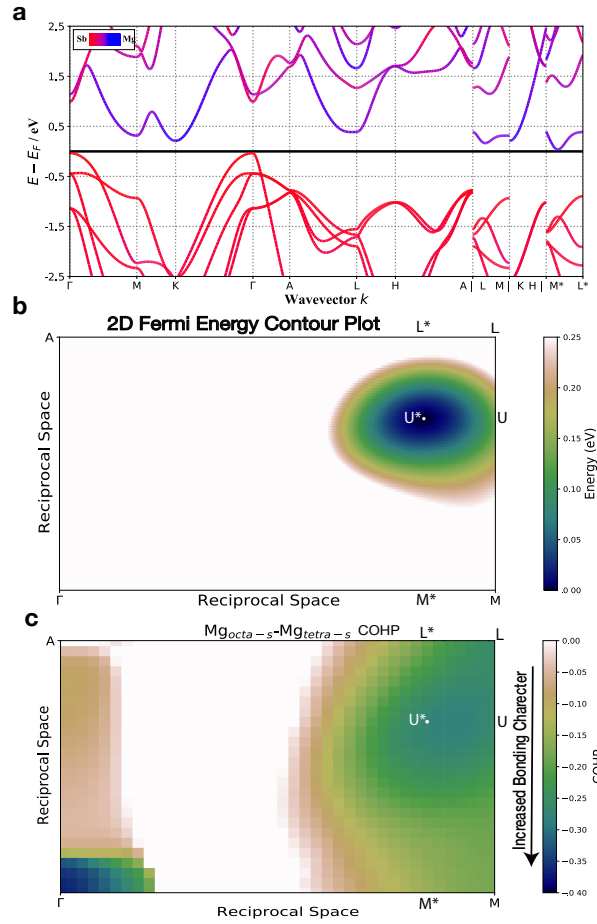 a
Sb Mg
2.5
1.5
0.5
-0.5
-1.5
-2.5
E − E_F / eV
Γ M K Γ A L H A| L M| K H| M* L*
Wavevector k
b
2D Fermi Energy Contour Plot
L* L
A
U* U
Reciprocal Space
Γ Reciprocal Space M* M
0.25
0.20
0.15
0.10
0.05
0.00
Energy (eV)
c
Mg_octa−s-Mg_tetra−s COHP
L* L
A
U* U
Reciprocal Space
Γ Reciprocal Space M* M
Increased Bonding Charecter
0.00
−0.05
−0.10
−0.15
−0.20
−0.25
−0.30
−0.35
−0.40
COHP